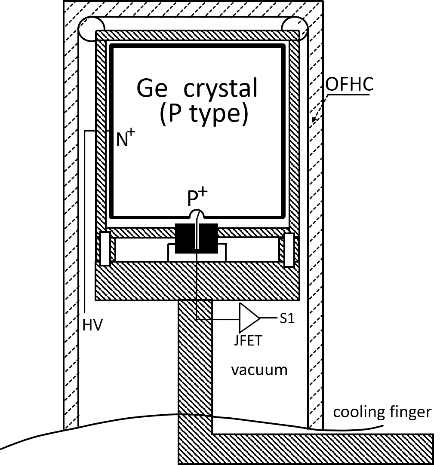 Ge crystal
(P type)
OFHC
N+
P+
HV
S1
JFET
vacuum
cooling finger